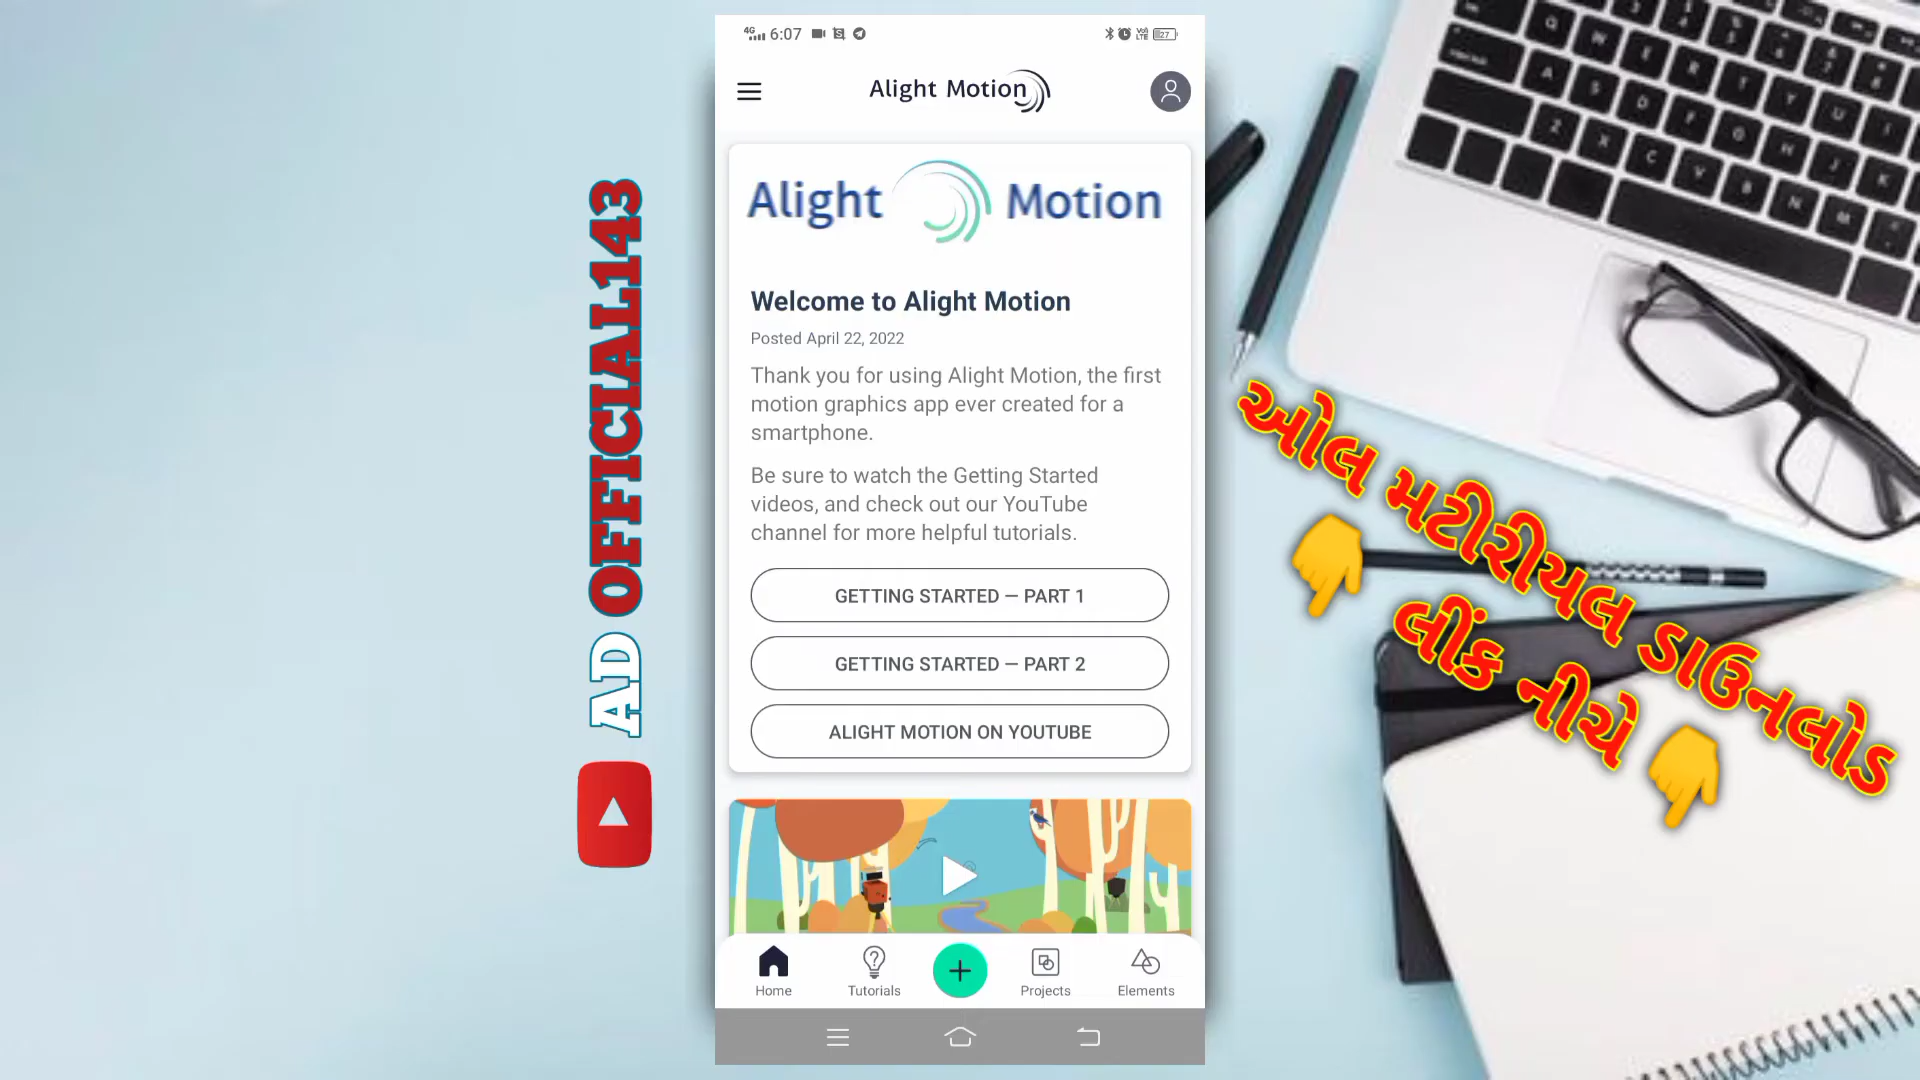 4G 6:07 27
Alight Motion
Alight Motion
Welcome to Alight Motion
Posted April 22, 2022
Thank you for using Alight Motion, the first
motion graphics app ever created for a
smartphone.
Be sure to watch the Getting Started
videos, and check out our YouTube
channel for more helpful tutorials.
GETTING STARTED – PART 1
GETTING STARTED – PART 2
ALIGHT MOTION ON YOUTUBE
Home Tutorials Projects Elements
AD OFFICIAL143
ઓલ મટીરીયલ ડાઉનલોડ
લીંક નીચે